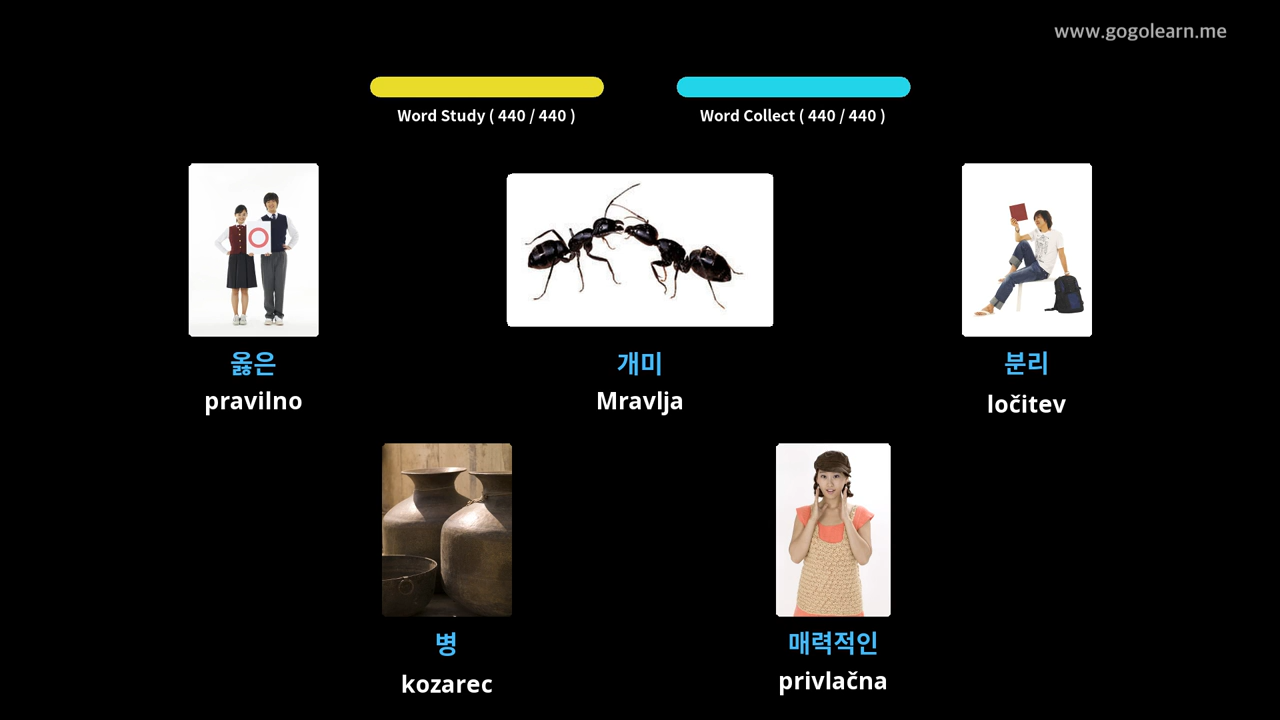 www.gogolearn.me
Word Study ( 440 / 440 )
Word Collect ( 440 / 440 )
옳은
pravilno
개미
Mravlja
분리
ločitev
병
kozarec
매력적인
privlačna